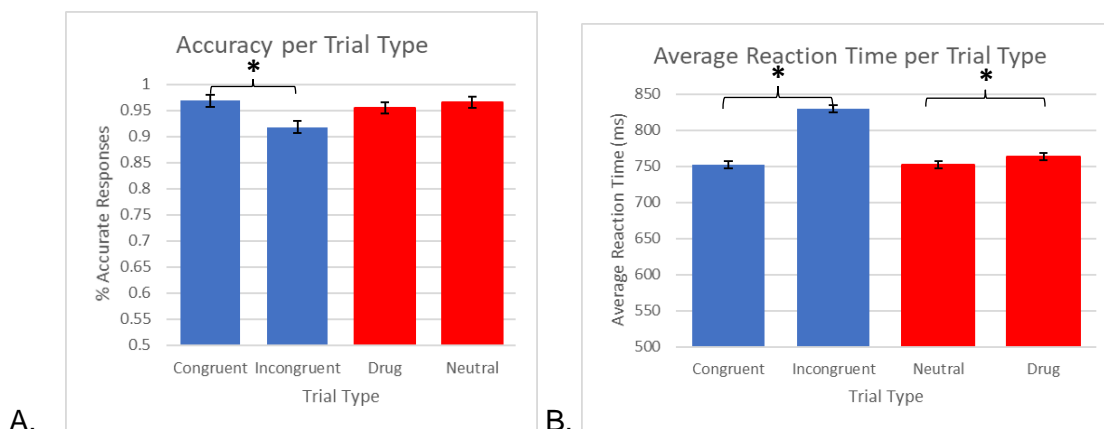 Accuracy per Trial Type
*
1
0.95
0.9
0.85
0.8
0.75
0.7
0.65
0.6
0.55
0.5
% Accurate Responses
Congruent Incongruent Drug Neutral
Trial Type
A.
Average Reaction Time per Trial Type
* *
850
800
750
700
650
600
550
500
Average Reaction Time (ms)
Congruent Incongruent Neutral Drug
Trial Type
B.